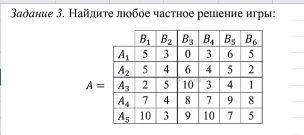 Задание 3. Найдите любое частное решение игры:
B₁ B₂ B₃ B₄ B₅ B₆
A₁ 5 3 0 3 6 5
A₂ 5 4 6 4 5 2
A = A₃ 2 5 10 3 4 1
A₄ 7 4 8 7 9 8
A₅ 10 3 9 10 7 5